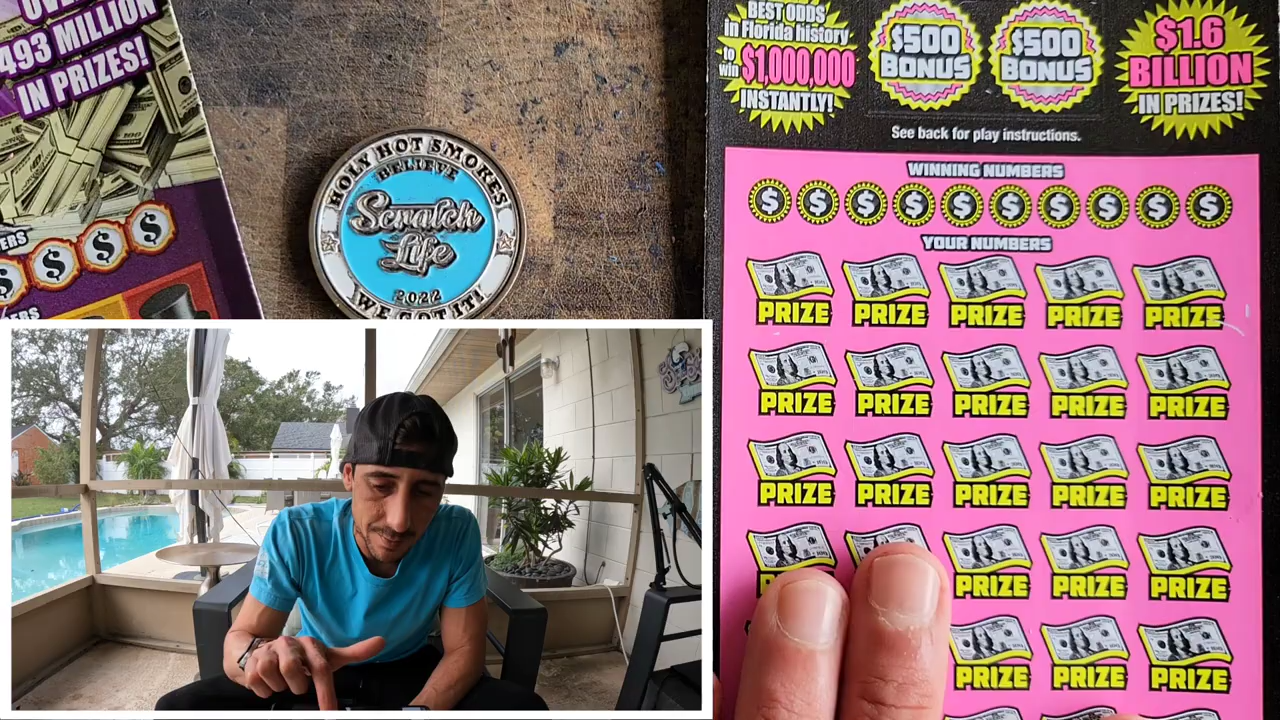 493 MILLION
IN PRIZES!
HOLY HOT SMOKES
BELIEVE
Scratch
Life
2022
WE GOT IT!
BEST ODDS
in Florida history
to
win $1,000,000
INSTANTLY!
$500
BONUS
$500
BONUS
$1.6
BILLION
IN PRIZES!
See back for play instructions.
WINNING NUMBERS
$ $ $ $ $ $ $ $ $ $
YOUR NUMBERS
PRIZE PRIZE PRIZE PRIZE PRIZE
PRIZE PRIZE PRIZE PRIZE PRIZE
PRIZE PRIZE PRIZE PRIZE PRIZE
PRIZE PRIZE PRIZE
PRIZE PRIZE PRIZE